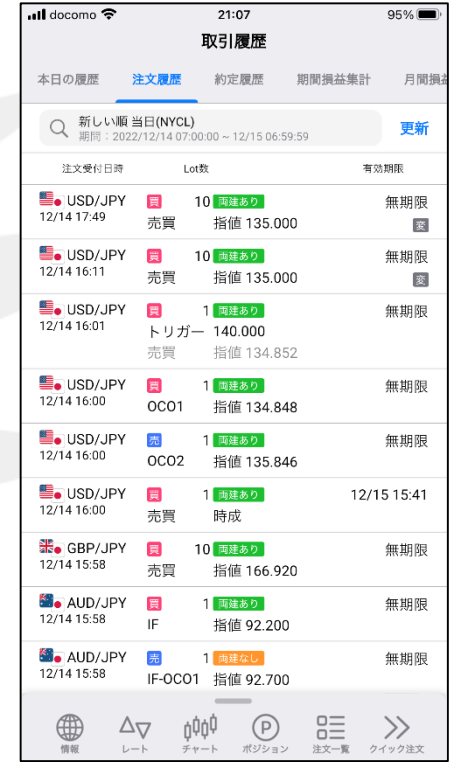 docomo 21:07 95%
取引履歴
本日の履歴 注文履歴 約定履歴 期間損益集計 月間損
新しい順 当日(NYCL) 更新
期間：2022/12/14 07:00:00 ~ 12/15 06:59:59
注文受付日時 Lot数 有効期限
USD/JPY 買 10 両建あり 無期限
12/14 17:49 売買 指値 135.000 変
USD/JPY 買 10 両建あり 無期限
12/14 16:11 売買 指値 135.000 変
USD/JPY 買 1 両建あり 無期限
12/14 16:01 トリガー 140.000
売買 指値 134.852
USD/JPY 買 1 両建あり 無期限
12/14 16:00 OCO1 指値 134.848
USD/JPY 売 1 両建あり 無期限
12/14 16:00 OCO2 指値 135.846
USD/JPY 買 1 両建あり 12/15 15:41
12/14 16:00 売買 時成
GBP/JPY 買 10 両建あり 無期限
12/14 15:58 売買 指値 166.920
AUD/JPY 買 1 両建あり 無期限
12/14 15:58 IF 指値 92.200
AUD/JPY 売 1 両建なし 無期限
12/14 15:58 IF-OCO1 指値 92.700
P
情報 レート チャート ポジション 注文一覧 クイック注文